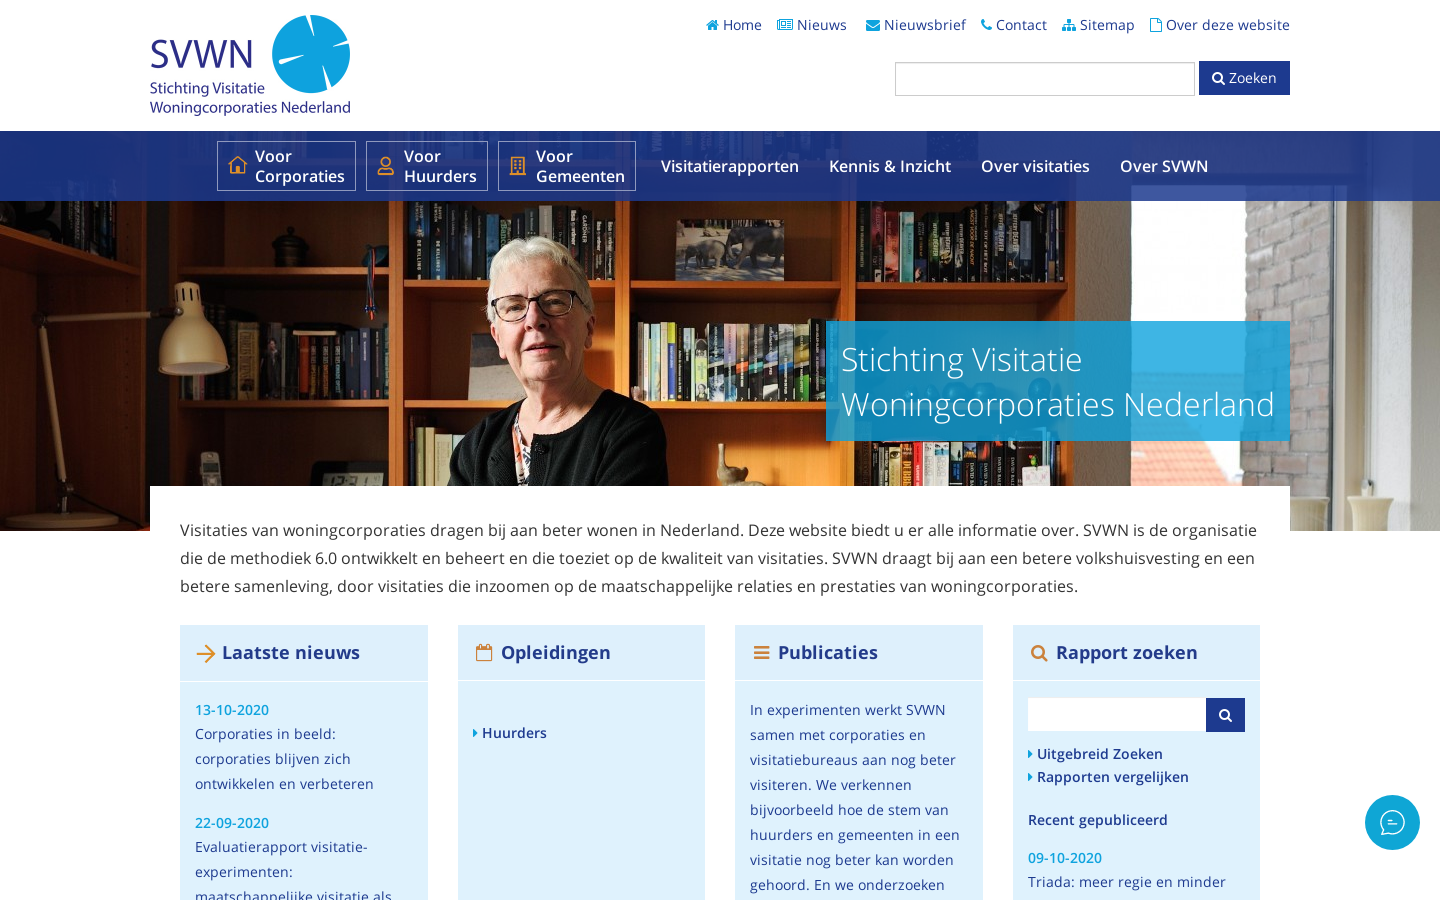 SVWN
Stichting Visitatie
Woningcorporaties Nederland
Home Nieuws Nieuwsbrief Contact Sitemap Over deze website
Zoeken
Voor
Corporaties
Voor
Huurders
Voor
Gemeenten
Visitatierapporten Kennis & Inzicht Over visitaties Over SVWN
Stichting Visitatie
Woningcorporaties Nederland
Visitaties van woningcorporaties dragen bij aan beter wonen in Nederland. Deze website biedt u er alle informatie over. SVWN is de organisatie
die de methodiek 6.0 ontwikkelt en beheert en die toeziet op de kwaliteit van visitaties. SVWN draagt bij aan een betere volkshuisvesting en een
betere samenleving, door visitaties die inzoomen op de maatschappelijke relaties en prestaties van woningcorporaties.
Laatste nieuws
13-10-2020
Corporaties in beeld:
corporaties blijven zich
ontwikkelen en verbeteren
22-09-2020
Evaluatierapport visitatie-
experimenten:
maatschappelijke visitatie als
Opleidingen
Huurders
Publicaties
In experimenten werkt SVWN
samen met corporaties en
visitatiebureaus aan nog beter
visiteren. We verkennen
bijvoorbeeld hoe de stem van
huurders en gemeenten in een
visitatie nog beter kan worden
gehoord. En we onderzoeken
Rapport zoeken
Uitgebreid Zoeken
Rapporten vergelijken
Recent gepubliceerd
09-10-2020
Triada: meer regie en minder